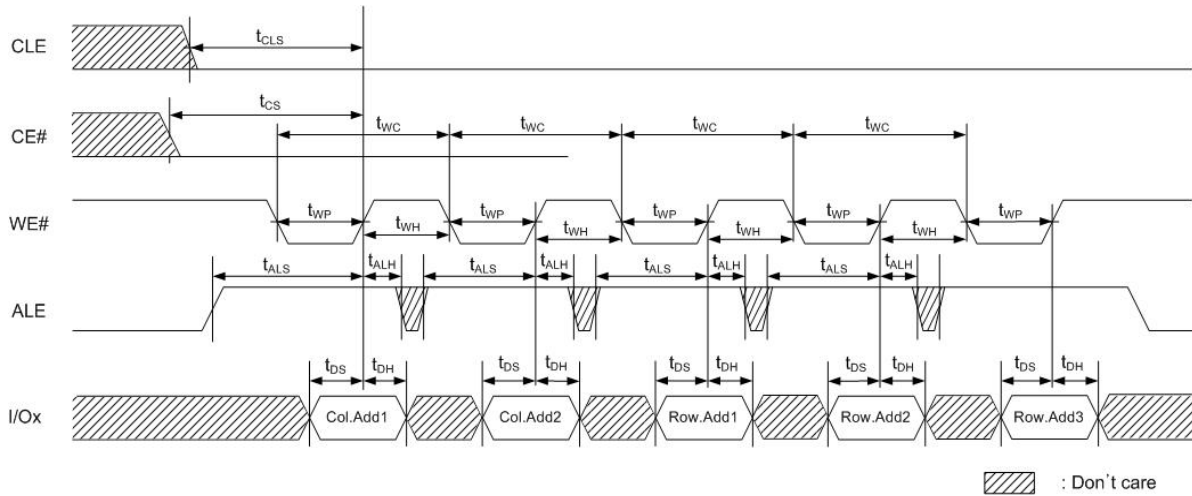 CLE
tCLS
CE#
tCS
tWC tWC tWC tWC
WE#
tWP tWP tWP tWP tWP
tWH tWH tWH tWH
ALE
tALS tALH tALS tALH tALS tALH tALS tALH
I/Ox
tDS tDH tDS tDH tDS tDH tDS tDH tDS tDH
Col.Add1 Col.Add2 Row.Add1 Row.Add2 Row.Add3
: Don`t care